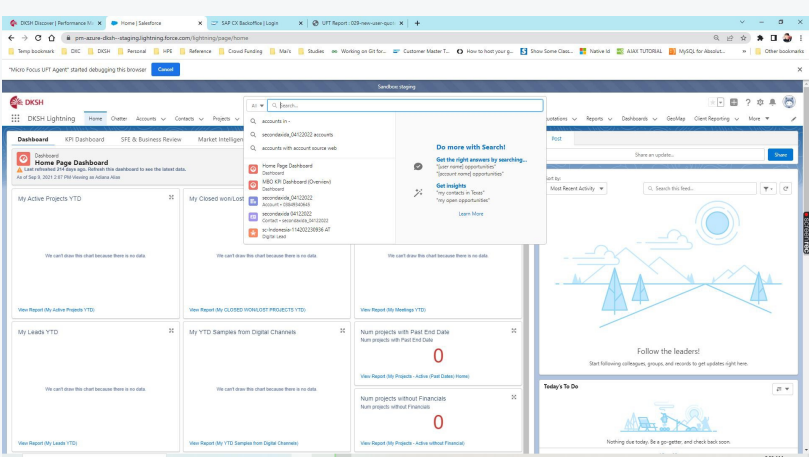 DKSH Discover | Performance Ma
Home | Salesforce
SAP CX Backoffice | Login
UFT Report : 029-new-user-quot
pm-azure-dksh--staging.lightning.force.com/lightning/page/home
Temp bookmark
DXC
DKSH
Personal
HPE
Reference
Crowd Funding
Mai's
Studies
Working on Git for...
Customer Master T...
How to host your g...
Show Some Class...
Native Id
AJAX TUTORIAL
MySQL for Absolut...
Other bookmarks
"Micro Focus UFT Agent" started debugging this browser
Cancel
Sandbox: staging
DKSH
All
Search...
DKSH Lightning
Home
Chatter
Accounts
Contacts
Projects
Quotations
Reports
Dashboards
GeoMap
Client Reporting
More
accounts in -
secondaxida_04122022 accounts
accounts with account source web
Home Page Dashboard
Dashboard
MBO KPI Dashboard (Overview)
Dashboard
secondaxida_04122022
secondaxida 04122022
Contact • secondaxida_04122022
sc-Indonesia-114202230936 AT
Digital Lead
Do more with Search!
Get the right answers by searching...
"[user name] opportunities"
"[account name] opportunities"
Get insights
"my contacts in Texas"
"my open opportunities"
Learn More
Dashboard
KPI Dashboard
SFE & Business Review
Market Intelligen
Dashboard
Home Page Dashboard
Last refreshed 214 days ago. Refresh this dashboard to see the latest data.
As of Sep 9, 2021 2:57 PM Viewing as Adiana Alias
Post
Share an update...
Share
Sort by:
Most Recent Activity
Search this feed...
My Active Projects YTD
My Closed won/Lost
We can't draw this chart because there is no data.
We can't draw this chart because there is no data.
We can't draw this chart because there is no data.
View Report (My Active Projects YTD)
View Report (My CLOSED WON/LOST PROJECTS YTD)
View Report (My Meetings YTD)
My Leads YTD
My YTD Samples from Digital Channels
Num projects with Past End Date
Num projects with Past End Date
0
View Report (My Projects - Active (Past Dates) Home)
We can't draw this chart because there is no data.
We can't draw this chart because there is no data.
Num projects without Financials
Num projects without Financials
0
View Report (My Leads YTD)
View Report (My YTD Samples from Digital Channels)
View Report (My Projects - Active without Financial)
Follow the leaders!
Start following colleagues, groups, and records to get updates right here.
Today's To Do
Nothing due today. Be a go-getter, and check back soon.
screenrec